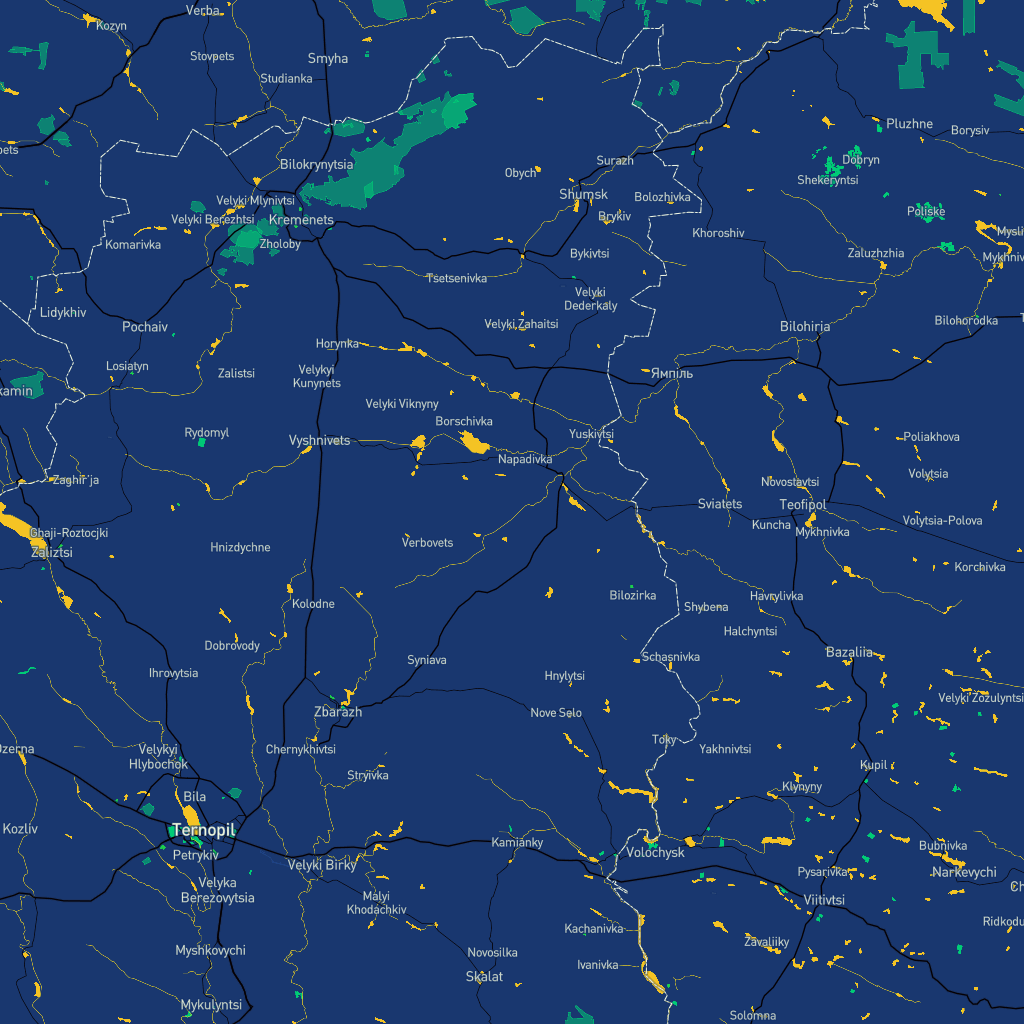 Verba
Kozyn
Stovpets
Smyha
Studianka
Pluzhne
Borysiv
pets
Bilokrynytsia
Surazh
Dobryn
Obych
Shekeryntsi
Shumsk
Bolozhivka
Velyki Mlynivtsi
Velyki Berezhtsi
Kremenets
Brykiv
Poliske
Khoroshiv
Komarivka
Zholoby
Bykivtsi
Zaluzhzhia
Tsetsenivka
Velyki
Dederkaly
Lidykhiv
Pochaiv
Velyki Zahaitsi
Bilohiria
Bilohorodka
Horynka
Losiatyn
Zalistsi
Velykyi
Kunynets
Ямпіль
kamin
Velyki Viknyny
Borschivka
Rydomyl
Vyshnivets
Yuskivtsi
Poliakhova
Napadivka
Volytsia
Zaghir'ja
Novostavtsi
Sviatets
Teofipol
Kuncha
Volytsia-Polova
Ghaji-Roztocjki
Mykhnivka
Zaliztsi
Hnizdychne
Verbovets
Korchivka
Kolodne
Bilozirka
Havrylivka
Shybena
Halchyntsi
Dobrovody
Bazaliia
Syniava
Schasnivka
Ihrovytsia
Hnylytsi
Velyki Zozulyntsi
Zbarazh
Nove Selo
Toky
Ozerna
Velykyi
Hlybochok
Chernykhivtsi
Yakhnivtsi
Kupil
Stryivka
Klynyny
Bila
Kozliv
Ternopil
Kamianky
Bubnivka
Petrykiv
Volochysk
Velyki Birky
Pysarivka
Narkevychi
Velyka
Berezovytsia
Malyi
Khodachkiv
Viitivtsi
Kachanivka
Zavaliiky
Myshkovychi
Novosilka
Ivanivka
Skalat
Mykulyntsi
Solomna